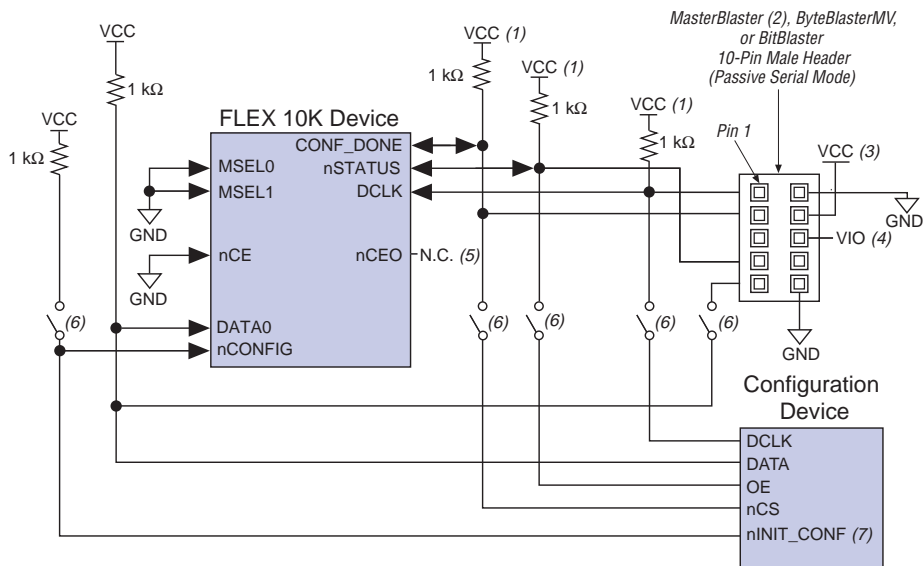 MasterBlaster (2), ByteBlasterMV,
or BitBlaster
10-Pin Male Header
(Passive Serial Mode)
VCC
VCC (1)
1 kΩ
VCC (1)
1 kΩ
1 kΩ
VCC (1)
1 kΩ
VCC
1 kΩ
FLEX 10K Device
Pin 1
VCC (3)
CONF_DONE
nSTATUS
DCLK
MSEL0
MSEL1
GND
GND
VIO (4)
nCE
nCEO
N.C. (5)
GND
(6)
(6)
(6)
(6)
(6)
DATA0
nCONFIG
GND
Configuration
Device
DCLK
DATA
OE
nCS
nINIT_CONF (7)